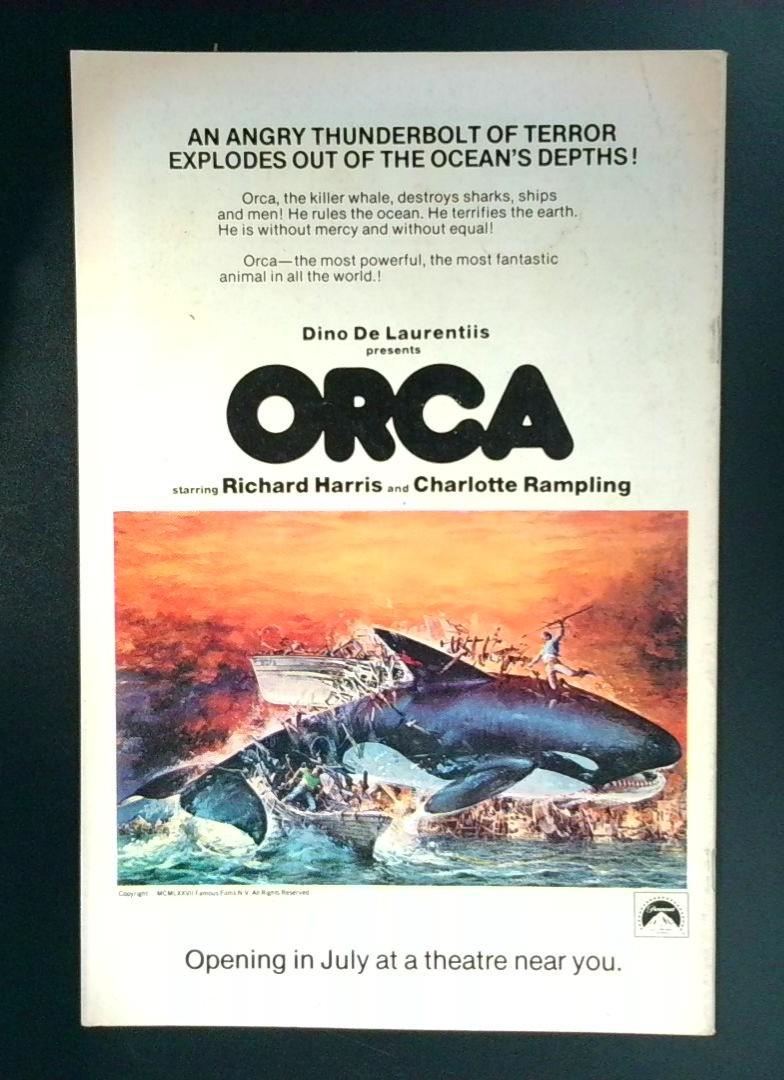 AN ANGRY THUNDERBOLT OF TERROR
EXPLODES OUT OF THE OCEAN'S DEPTHS!
Orca, the killer whale, destroys sharks, ships
and men! He rules the ocean. He terrifies the earth.
He is without mercy and without equal!
Orca—the most powerful, the most fantastic
animal in all the world.!
Dino De Laurentiis
presents
ORCA
starring Richard Harris and Charlotte Rampling
Copyright MCMLXXVII Famous Films N.V. All Rights Reserved
Paramount
Opening in July at a theatre near you.